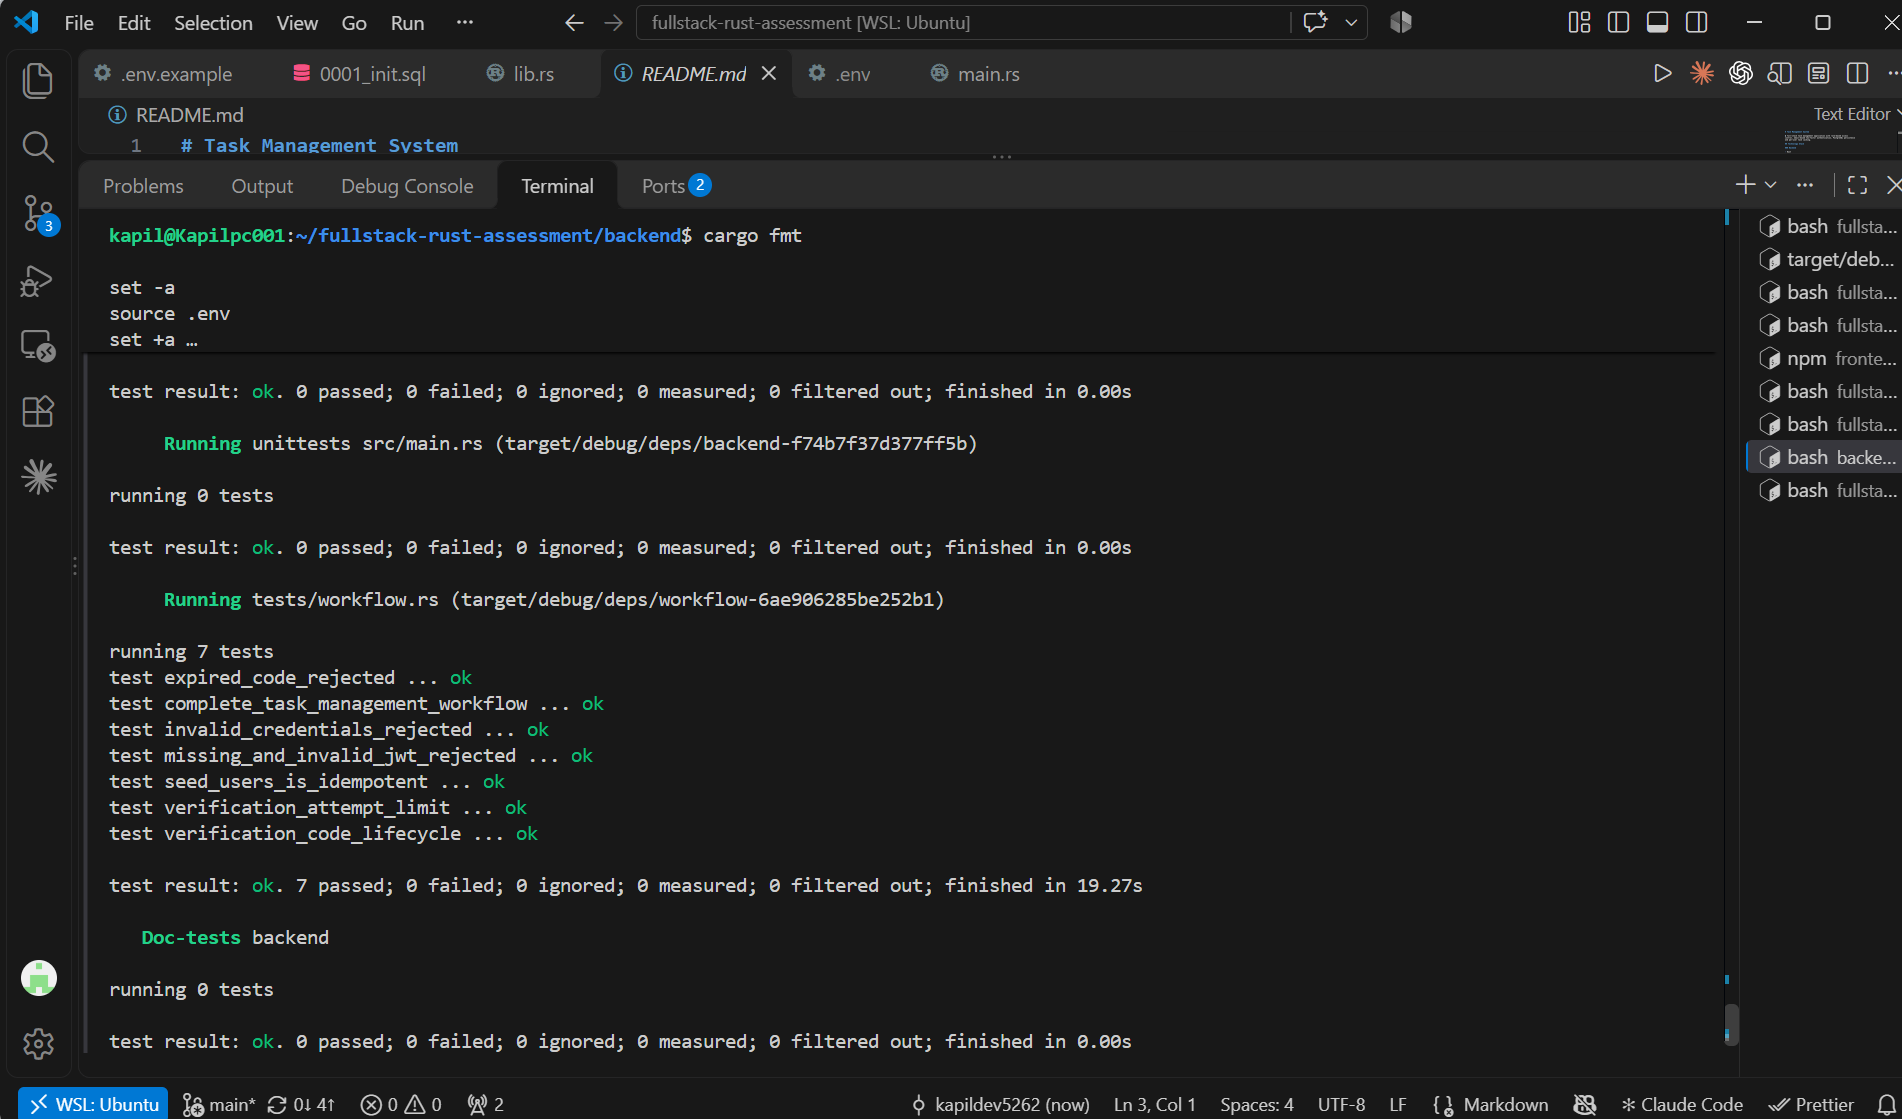 File Edit Selection View Go Run ··· fullstack-rust-assessment [WSL: Ubuntu]
.env.example 0001_init.sql lib.rs README.md .env main.rs
README.md Text Editor
1 # Task Management System
Problems Output Debug Console Terminal Ports 2
kapil@Kapilpc001:~/fullstack-rust-assessment/backend$ cargo fmt
set -a
source .env
set +a …
test result: ok. 0 passed; 0 failed; 0 ignored; 0 measured; 0 filtered out; finished in 0.00s
Running unittests src/main.rs (target/debug/deps/backend-f74b7f37d377ff5b)
running 0 tests
test result: ok. 0 passed; 0 failed; 0 ignored; 0 measured; 0 filtered out; finished in 0.00s
Running tests/workflow.rs (target/debug/deps/workflow-6ae906285be252b1)
running 7 tests
test expired_code_rejected ... ok
test complete_task_management_workflow ... ok
test invalid_credentials_rejected ... ok
test missing_and_invalid_jwt_rejected ... ok
test seed_users_is_idempotent ... ok
test verification_attempt_limit ... ok
test verification_code_lifecycle ... ok
test result: ok. 7 passed; 0 failed; 0 ignored; 0 measured; 0 filtered out; finished in 19.27s
Doc-tests backend
running 0 tests
test result: ok. 0 passed; 0 failed; 0 ignored; 0 measured; 0 filtered out; finished in 0.00s
bash fullsta...
target/deb...
bash fullsta...
bash fullsta...
npm fronte...
bash fullsta...
bash fullsta...
bash backe...
bash fullsta...
3
WSL: Ubuntu main* 0↓ 4↑ 0 0 2 kapildev5262 (now) Ln 3, Col 1 Spaces: 4 UTF-8 LF Markdown Claude Code Prettier